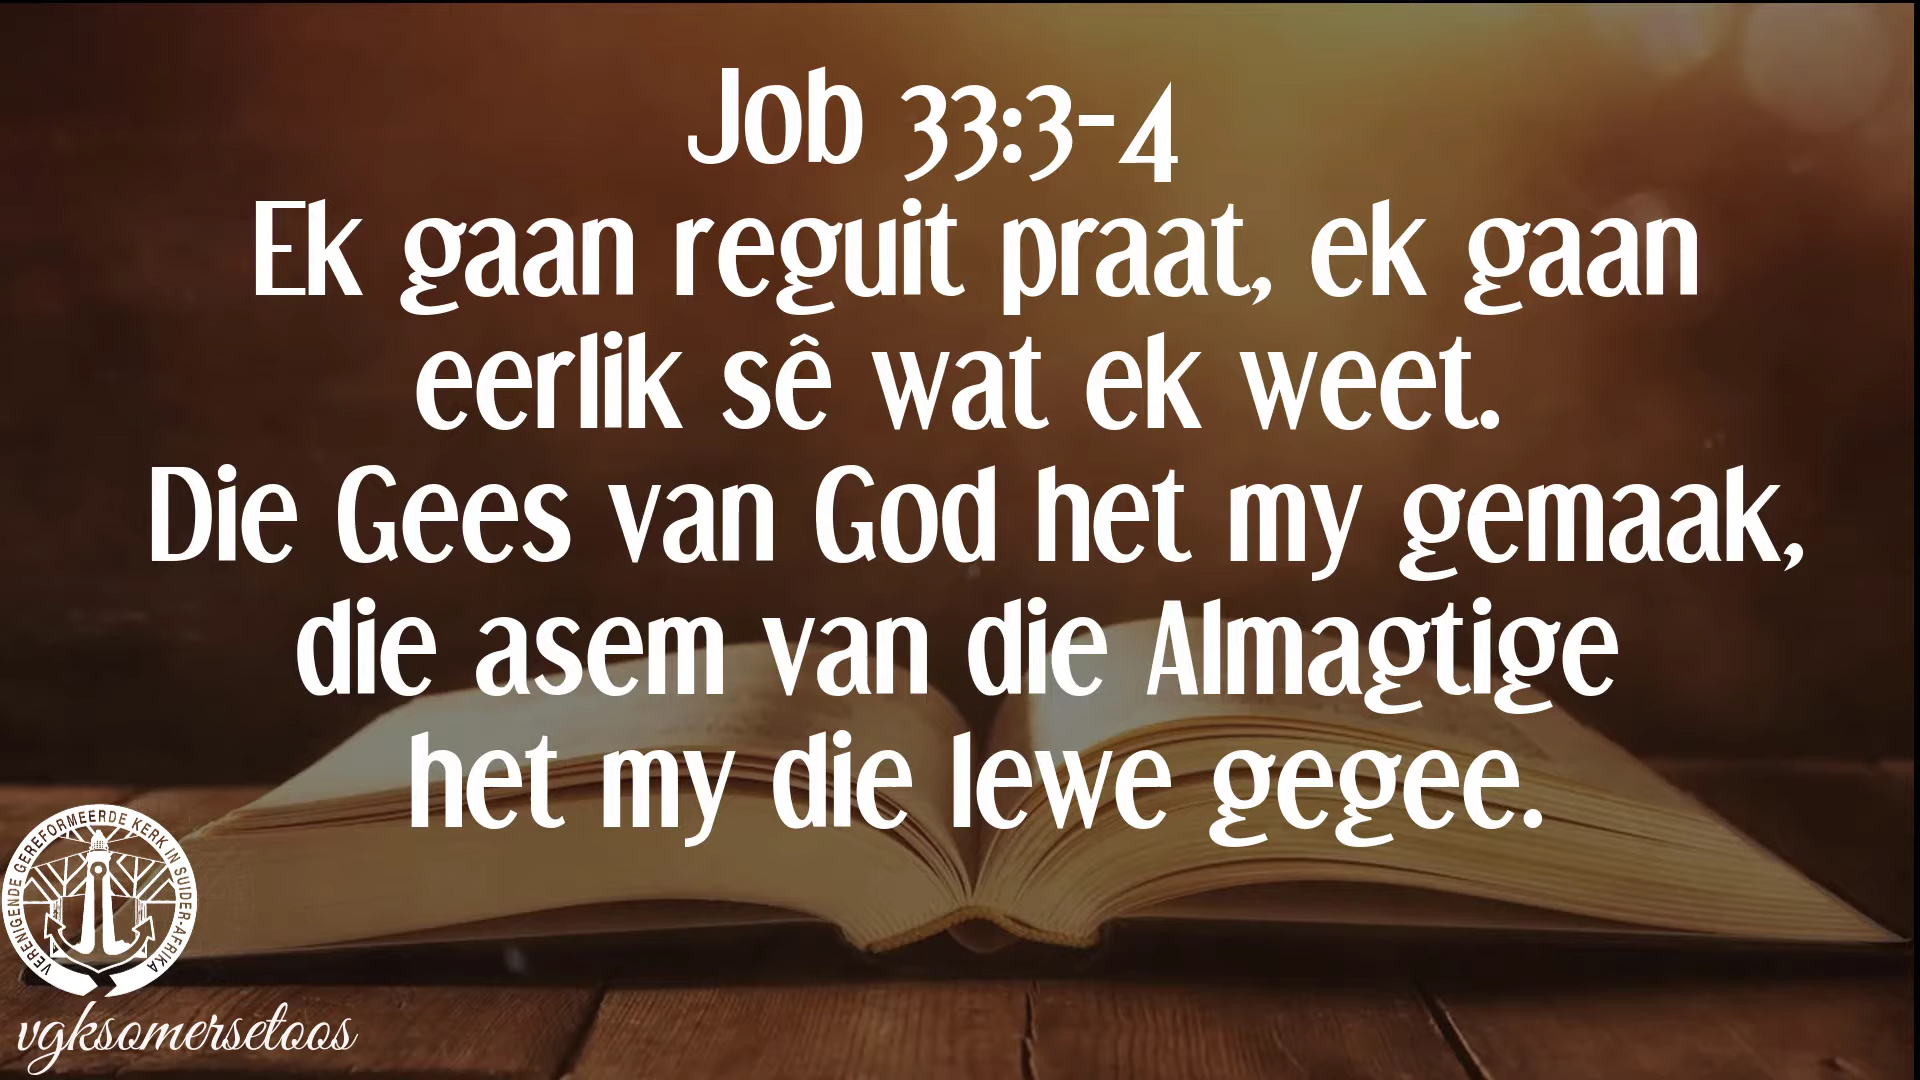 Job 33:3-4
Ek gaan reguit praat, ek gaan
eerlik sê wat ek weet.
Die Gees van God het my gemaak,
die asem van die Almagtige
het my die lewe gegee.
VERENIGENDE GEREFORMEERDE KERK IN SUIDER-AFRIKA
vgksomersetoos